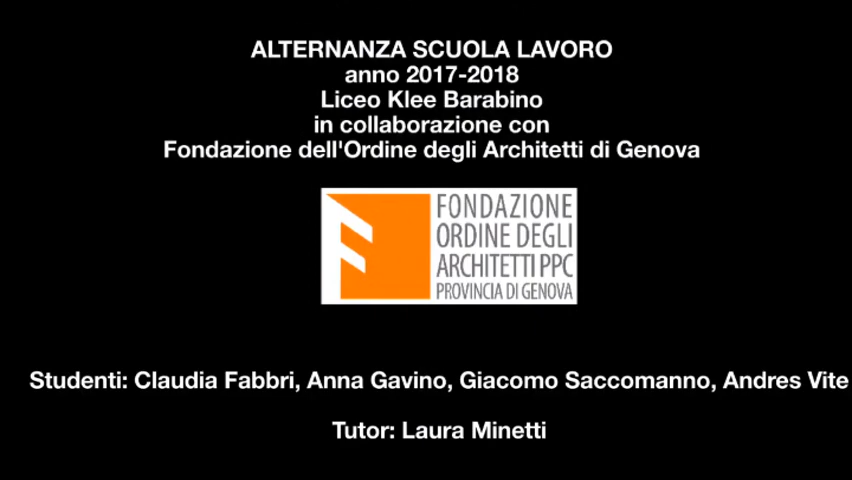 ALTERNANZA SCUOLA LAVORO
anno 2017-2018
Liceo Klee Barabino
in collaborazione con
Fondazione dell'Ordine degli Architetti di Genova
FONDAZIONE
ORDINE DEGLI
ARCHITETTI PPC
PROVINCIA DI GENOVA
Studenti: Claudia Fabbri, Anna Gavino, Giacomo Saccomanno, Andres Vite
Tutor: Laura Minetti